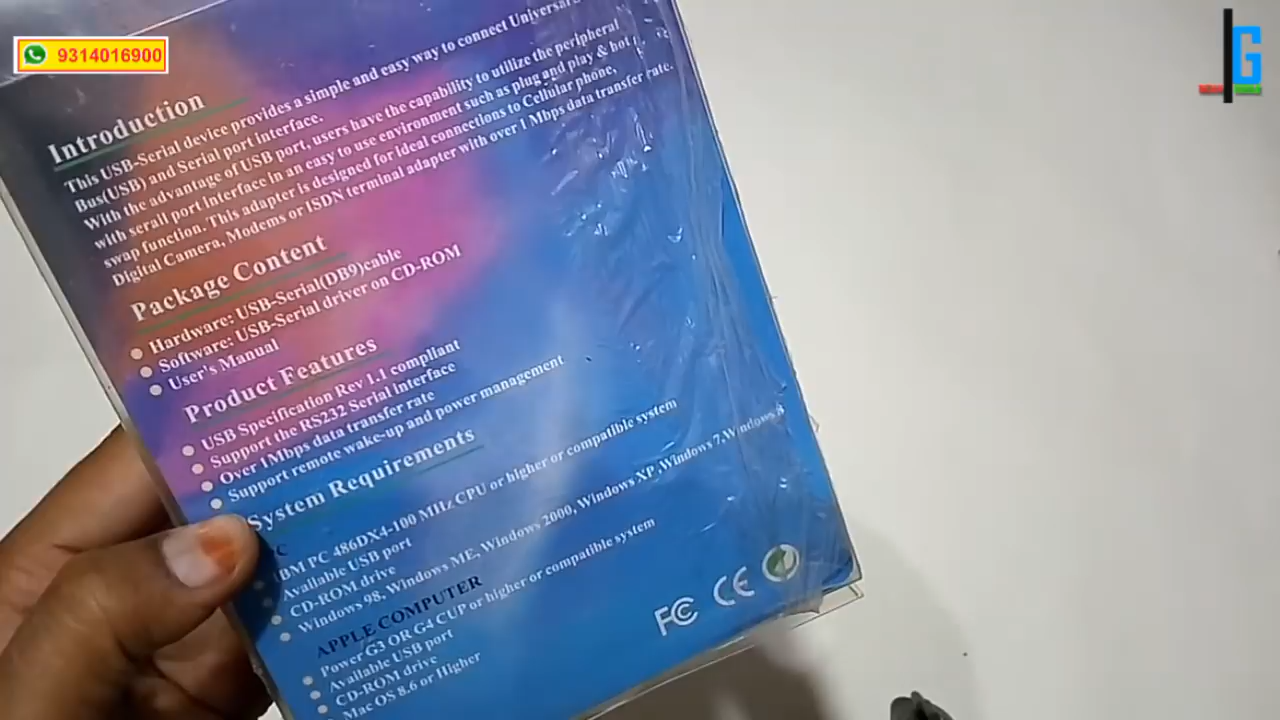 9314016900
G
Introduction
This USB-Serial device provides a simple and easy way to connect Universal
Bus(USB) and Serial port interface.
With the advantage of USB port, users have the capability to utilize the peripheral
with serail port interface in an easy to use environment such as plug and play & hot
swap function. This adapter is designed for ideal connections to Cellular phone,
Digital Camera, Modems or ISDN terminal adapter with over 1 Mbps data transfer rate.
Package Content
Hardware: USB-Serial(DB9)cable
Software: USB-Serial driver on CD-ROM
User's Manual
Product Features
USB Specification Rev 1.1 compliant
Support the RS232 Serial interface
Over 1Mbps data transfer rate
Support remote wake-up and power management
System Requirements
IBM PC 486DX4-100 MHz CPU or higher or compatible system
Available USB port
CD-ROM drive
Windows 98, Windows ME, Windows 2000, Windows XP ,Windows 7,Windows 8
APPLE COMPUTER
Power G3 OR G4 CUP or higher or compatible system
Available USB port
CD-ROM drive
Mac OS 8.6 or Higher
FC CE